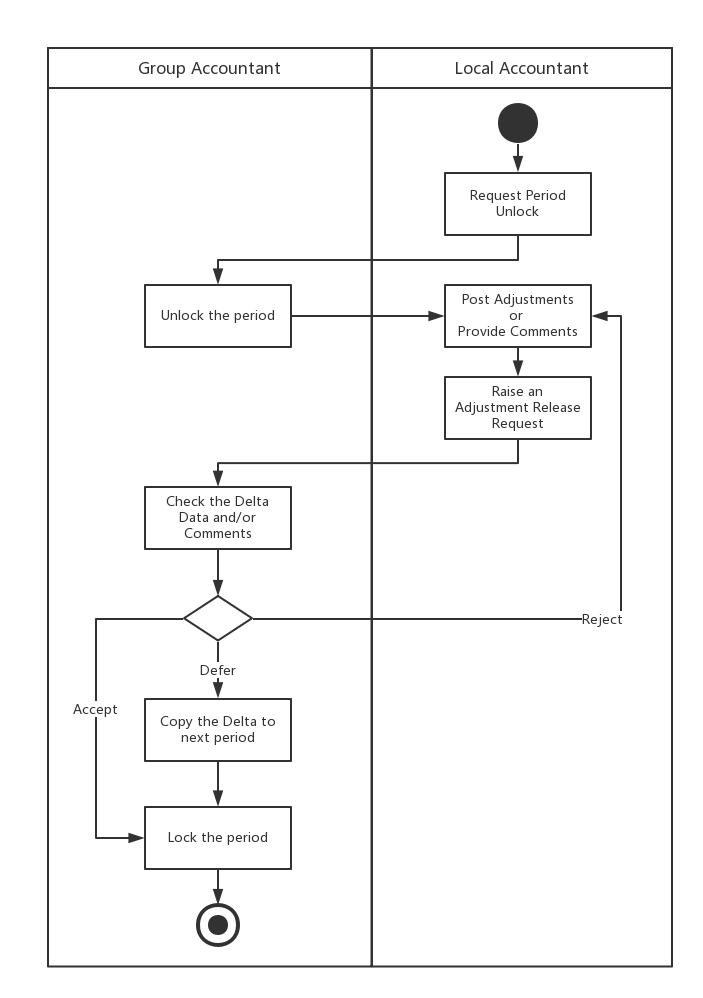 Group Accountant
Local Accountant
Request Period
Unlock
Unlock the period
Post Adjustments
or
Provide Comments
Raise an
Adjustment Release
Request
Check the Delta
Data and/or
Comments
Reject
Defer
Accept
Copy the Delta to
next period
Lock the period